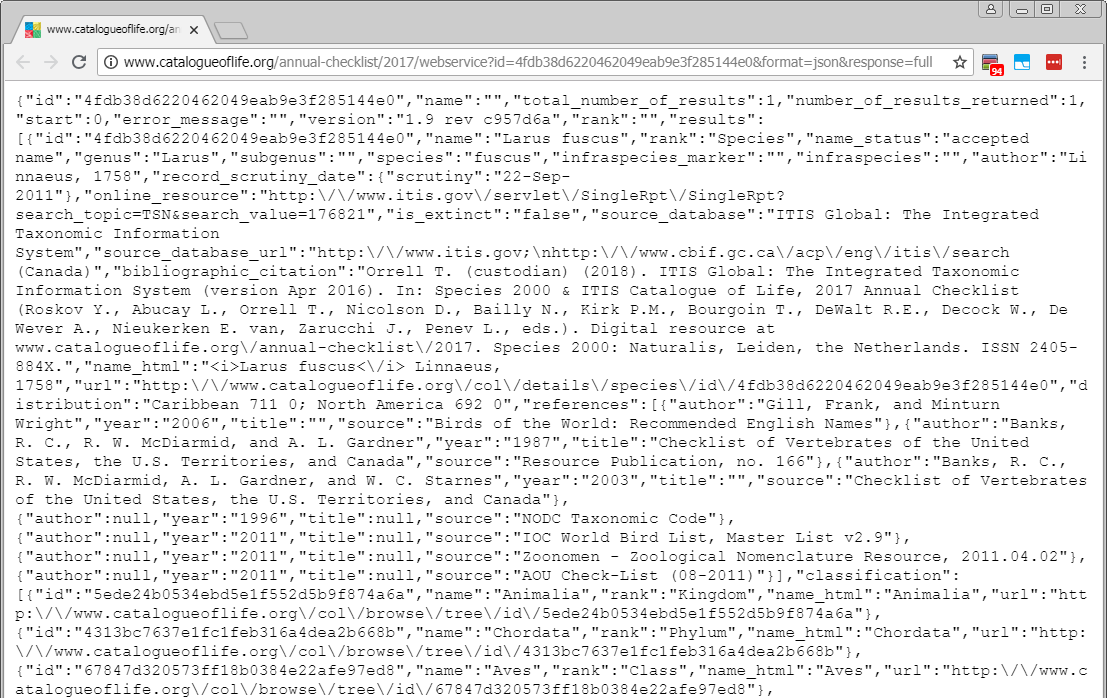 www.catalogueoflife.org/an
www.catalogueoflife.org/annual-checklist/2017/webservice?id=4fdb38d6220462049eab9e3f285144e0&format=json&response=full
94
{"id":"4fdb38d6220462049eab9e3f285144e0","name":"","total_number_of_results":1,"number_of_results_returned":1,
"start":0,"error_message":"","version":"1.9 rev c957d6a","rank":"","results":
[{"id":"4fdb38d6220462049eab9e3f285144e0","name":"Larus fuscus","rank":"Species","name_status":"accepted
name","genus":"Larus","subgenus":"","species":"fuscus","infraspecies_marker":"","infraspecies":"","author":"Li
nnaeus, 1758","record_scrutiny_date":{"scrutiny":"22-Sep-
2011"},"online_resource":"http:\/\/www.itis.gov\/servlet\/SingleRpt\/SingleRpt?
search_topic=TSN&search_value=176821","is_extinct":"false","source_database":"ITIS Global: The Integrated
Taxonomic Information
System","source_database_url":"http:\/\/www.itis.gov;\nhttp:\/\/www.cbif.gc.ca\/acp\/eng\/itis\/search
(Canada)","bibliographic_citation":"Orrell T. (custodian) (2018). ITIS Global: The Integrated Taxonomic
Information System (version Apr 2016). In: Species 2000 & ITIS Catalogue of Life, 2017 Annual Checklist
(Roskov Y., Abucay L., Orrell T., Nicolson D., Bailly N., Kirk P.M., Bourgoin T., DeWalt R.E., Decock W., De
Wever A., Nieukerken E. van, Zarucchi J., Penev L., eds.). Digital resource at
www.catalogueoflife.org\/annual-checklist\/2017. Species 2000: Naturalis, Leiden, the Netherlands. ISSN 2405-
884X.","name_html":"<i>Larus fuscus<\/i> Linnaeus,
1758","url":"http:\/\/www.catalogueoflife.org\/col\/details\/species\/id\/4fdb38d6220462049eab9e3f285144e0","d
istribution":"Caribbean 711 0; North America 692 0","references":[{"author":"Gill, Frank, and Minturn
Wright","year":"2006","title":"","source":"Birds of the World: Recommended English Names"},{"author":"Banks,
R. C., R. W. McDiarmid, and A. L. Gardner","year":"1987","title":"Checklist of Vertebrates of the United
States, the U.S. Territories, and Canada","source":"Resource Publication, no. 166"},{"author":"Banks, R. C.,
R. W. McDiarmid, A. L. Gardner, and W. C. Starnes","year":"2003","title":"","source":"Checklist of Vertebrates
of the United States, the U.S. Territories, and Canada"},
{"author":null,"year":"1996","title":null,"source":"NODC Taxonomic Code"},
{"author":null,"year":"2011","title":null,"source":"IOC World Bird List, Master List v2.9"},
{"author":null,"year":"2011","title":null,"source":"Zoonomen - Zoological Nomenclature Resource, 2011.04.02"},
{"author":null,"year":"2011","title":null,"source":"AOU Check-List (08-2011)"}],"classification":
[{"id":"5ede24b0534ebd5e1f552d5b9f874a6a","name":"Animalia","rank":"Kingdom","name_html":"Animalia","url":"htt
p:\/\/www.catalogueoflife.org\/col\/browse\/tree\/id\/5ede24b0534ebd5e1f552d5b9f874a6a"},
{"id":"4313bc7637e1fc1feb316a4dea2b668b","name":"Chordata","rank":"Phylum","name_html":"Chordata","url":"http:
\/\/www.catalogueoflife.org\/col\/browse\/tree\/id\/4313bc7637e1fc1feb316a4dea2b668b"},
{"id":"67847d320573ff18b0384e22afe97ed8","name":"Aves","rank":"Class","name_html":"Aves","url":"http:\/\/www.c
atalogueoflife.org\/col\/browse\/tree\/id\/67847d320573ff18b0384e22afe97ed8"},